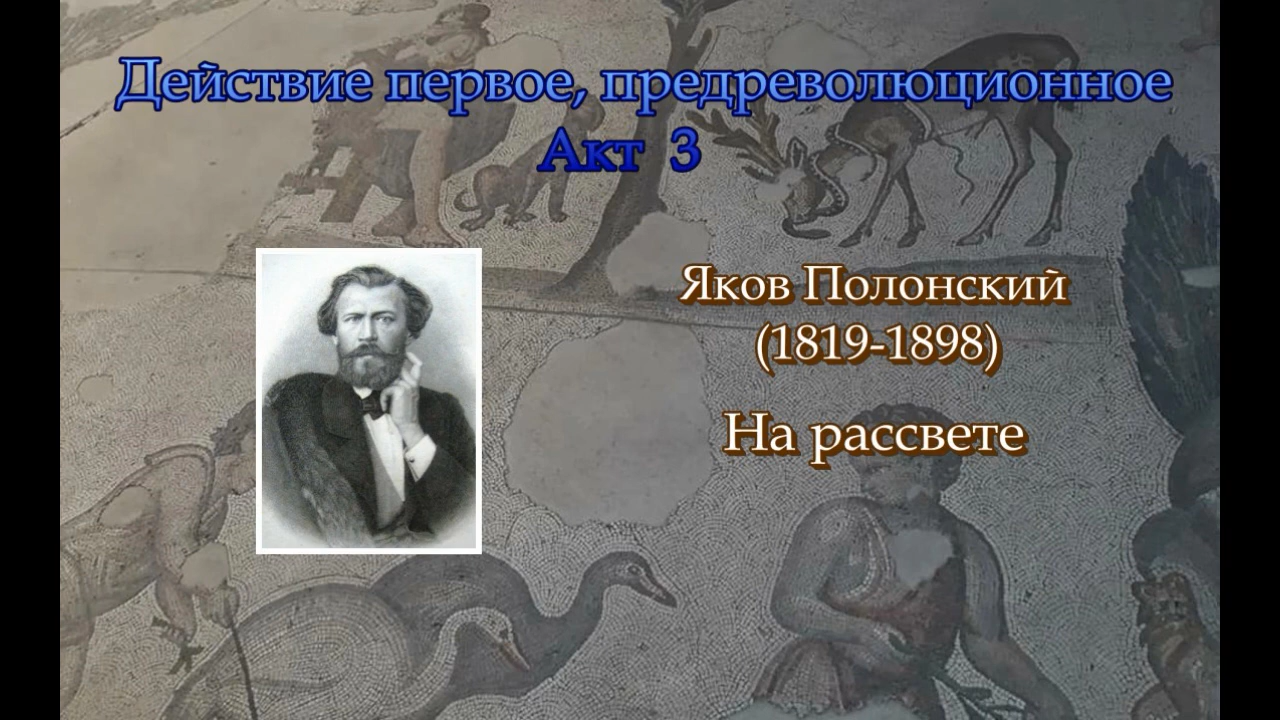 Действие первое, предреволюционное
Акт 3
Яков Полонский
(1819-1898)
На рассвете